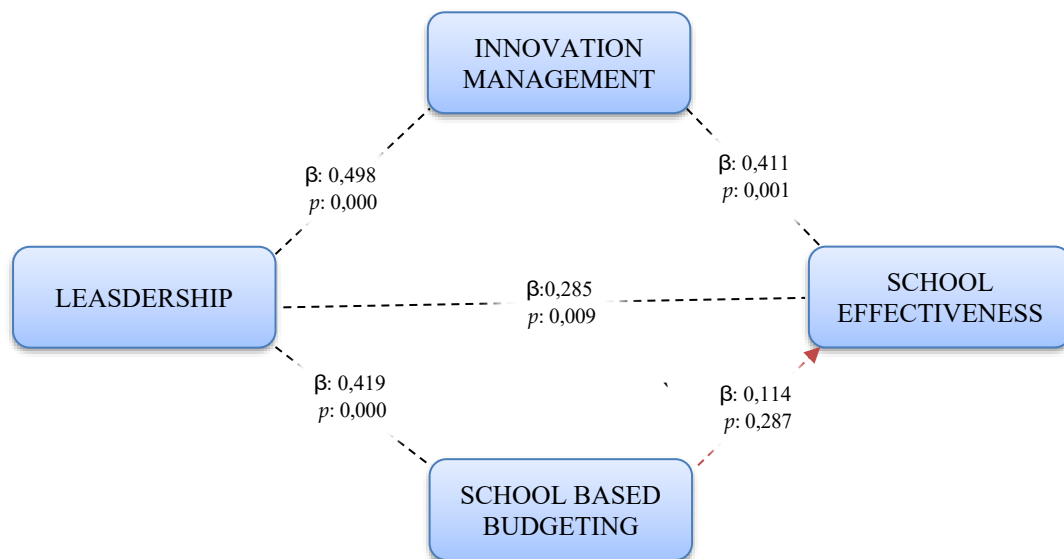 INNOVATION
MANAGEMENT
β: 0,498
p: 0,000
β: 0,411
p: 0,001
LEASDERSHIP
β:0,285
p: 0,009
SCHOOL
EFFECTIVENESS
β: 0,419
p: 0,000
β: 0,114
p: 0,287
SCHOOL BASED
BUDGETING